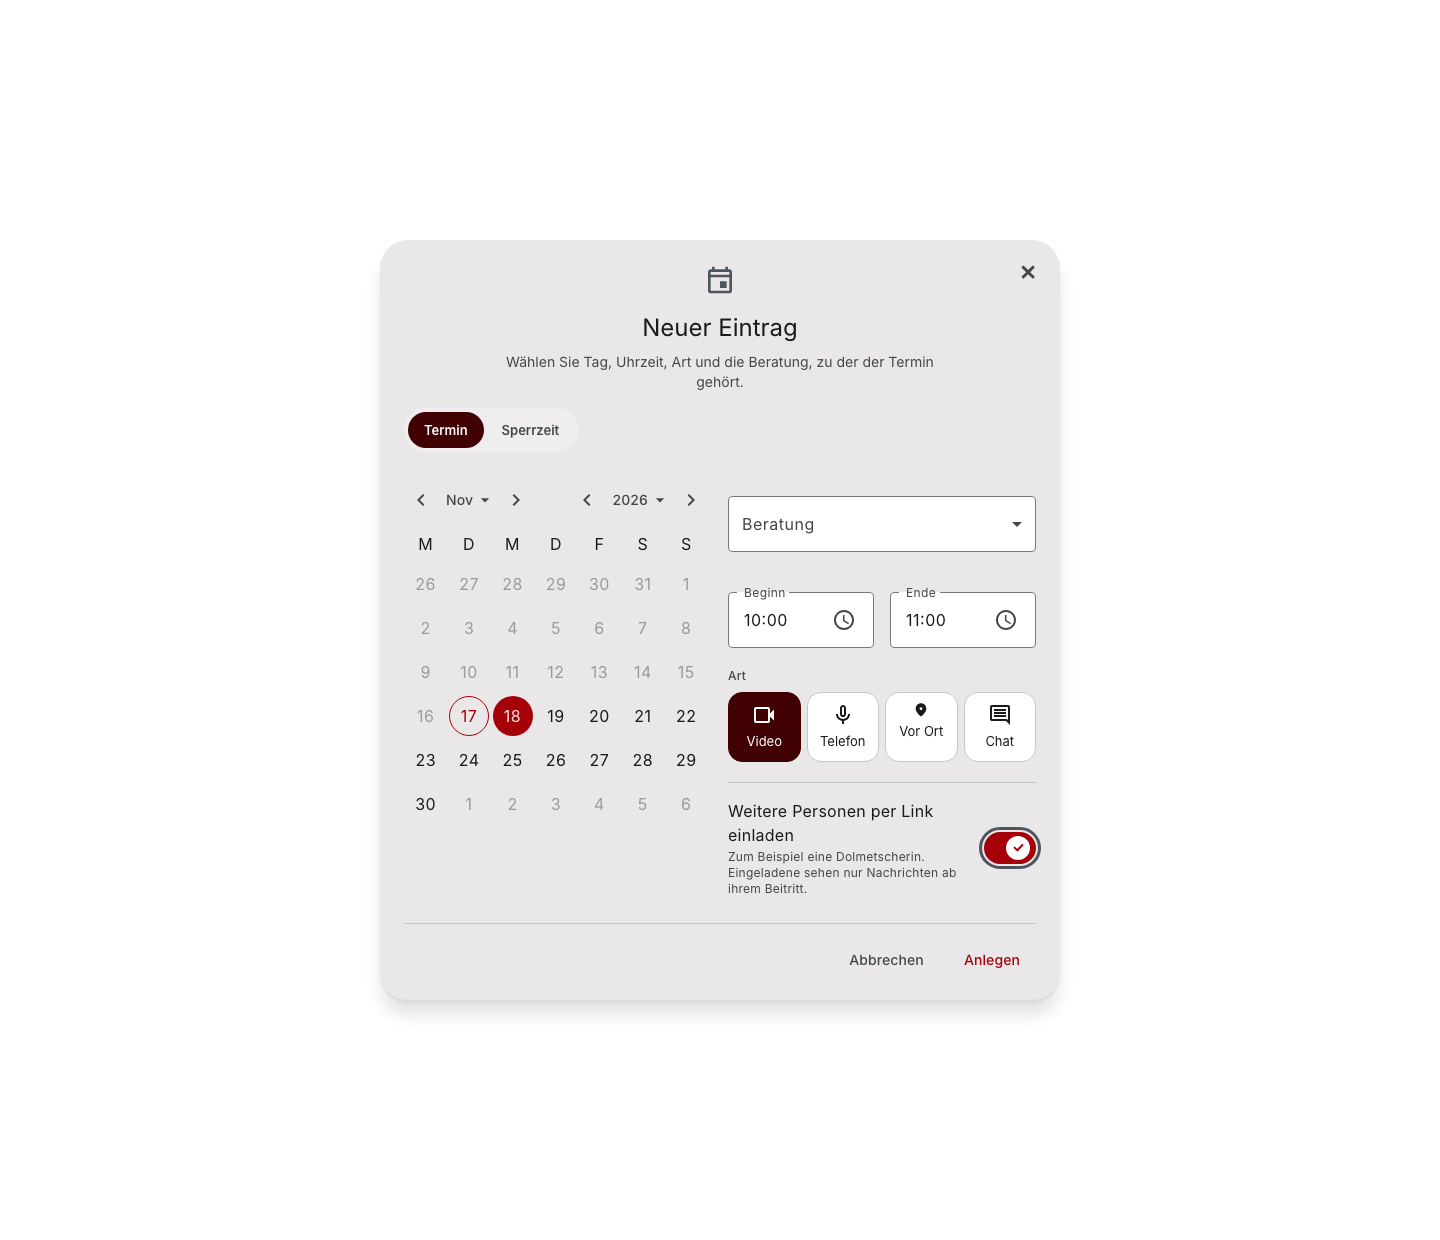 Neuer Eintrag
Wählen Sie Tag, Uhrzeit, Art und die Beratung, zu der der Termin
gehört.
Termin Sperrzeit
Nov 2026
M D M D F S S
26 27 28 29 30 31 1
2 3 4 5 6 7 8
9 10 11 12 13 14 15
16 17 18 19 20 21 22
23 24 25 26 27 28 29
30 1 2 3 4 5 6
Beratung
Beginn Ende
10:00 11:00
Art
Video Telefon Vor Ort Chat
Weitere Personen per Link
einladen
Zum Beispiel eine Dolmetscherin.
Eingeladene sehen nur Nachrichten ab
ihrem Beitritt.
Abbrechen Anlegen